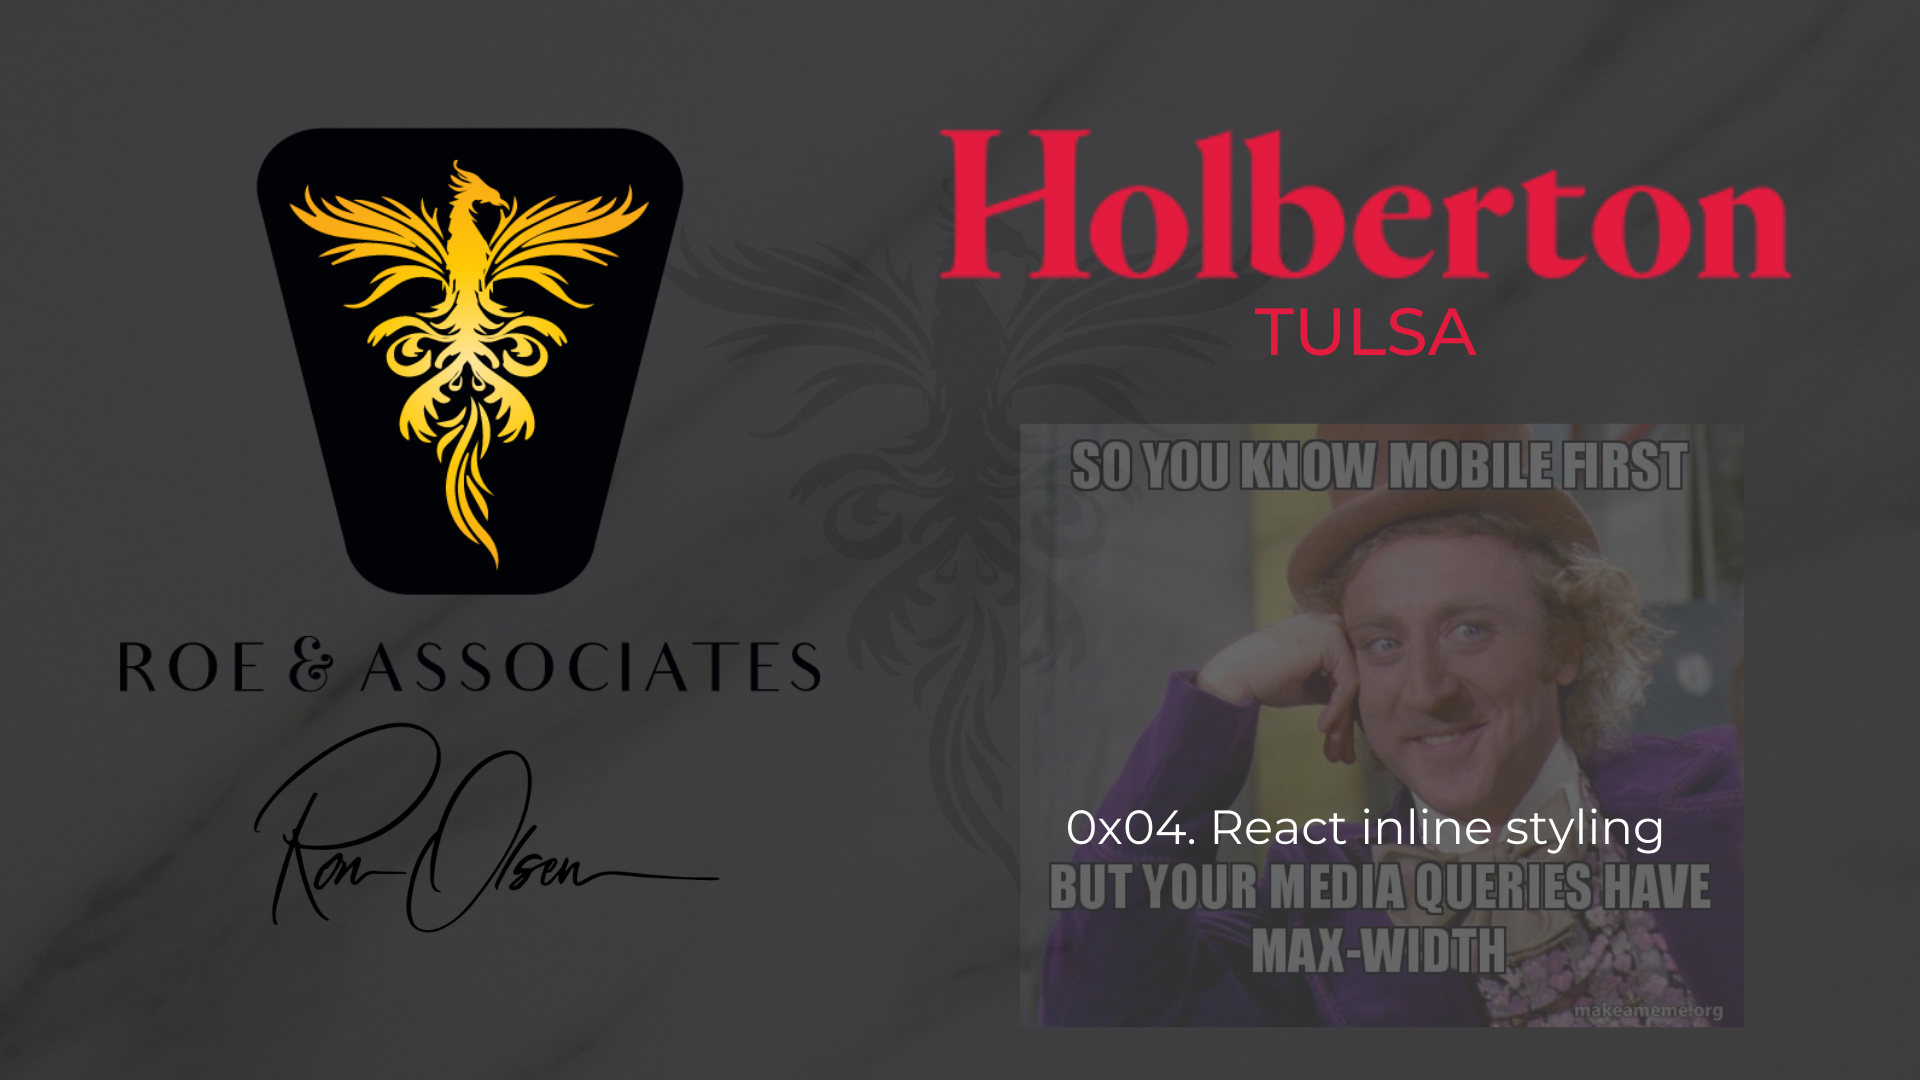 ROE & ASSOCIATES
Ron Olsen
Holberton
TULSA
SO YOU KNOW MOBILE FIRST
0x04. React inline styling
BUT YOUR MEDIA QUERIES HAVE
MAX-WIDTH
makeameme.org